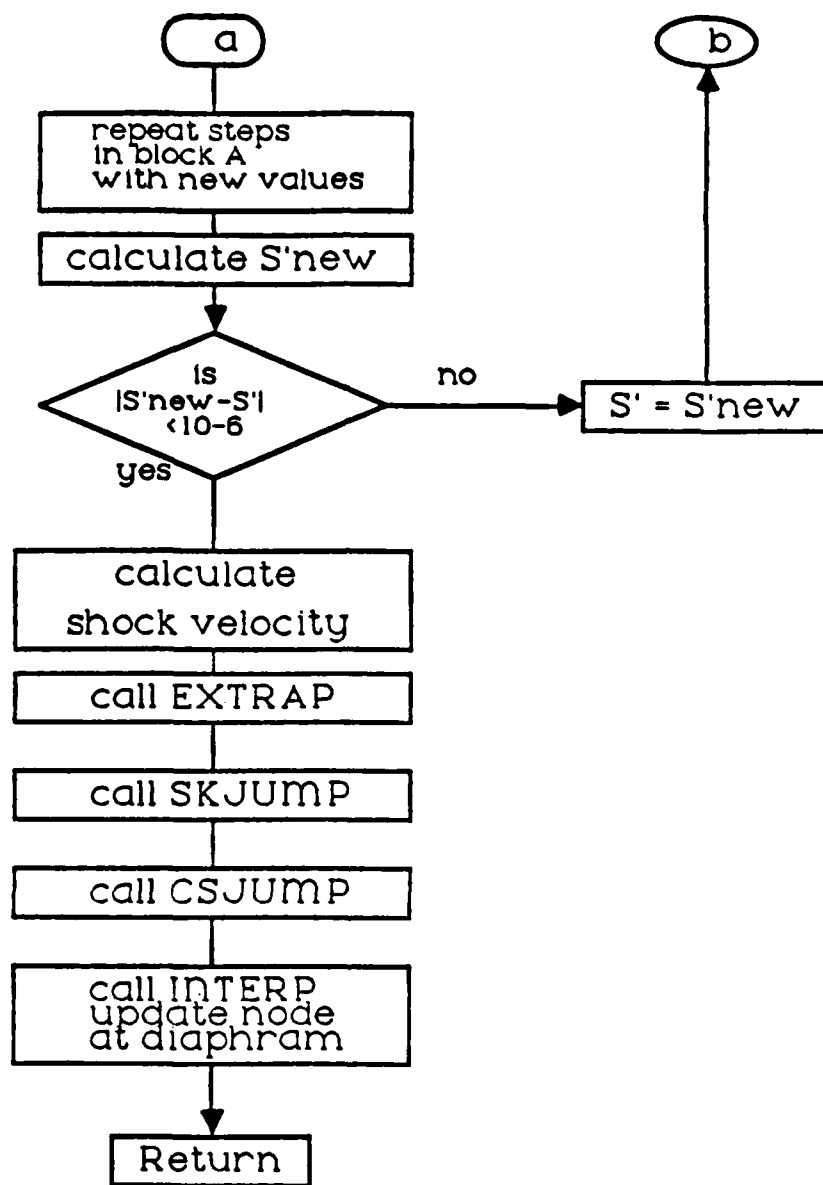 a
b
repeat steps
in block A
with new values
calculate S'new
is
|S'new-S'|
<10-6
no
S' = S'new
yes
calculate
shock velocity
call EXTRAP
call SKJUMP
call CSJUMP
call INTERP
update node
at diaphram
Return